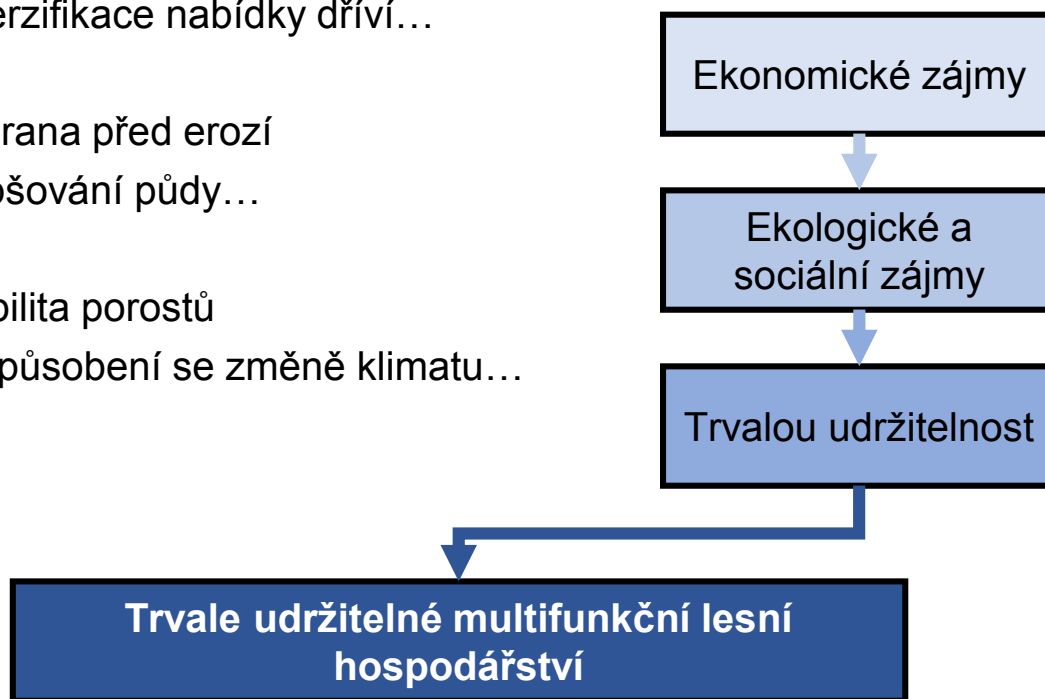 erzifikace nabídky dříví…
Ekonomické zájmy
rana před erozí
ošování půdy…
Ekologické a
sociální zájmy
bilita porostů
způsobení se změně klimatu…
Trvalou udržitelnost
Trvale udržitelné multifunkční lesní
hospodářství